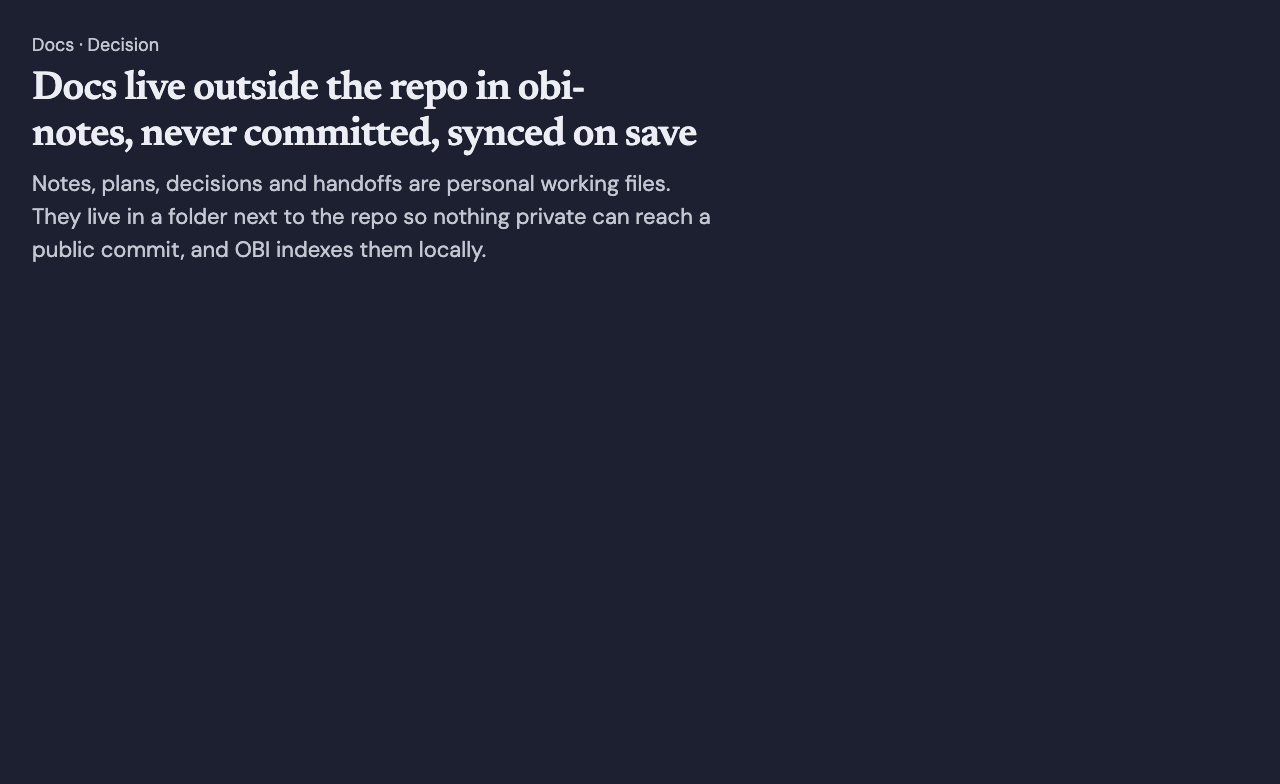 Docs · Decision
Docs live outside the repo in obi-
notes, never committed, synced on save
Notes, plans, decisions and handoffs are personal working files.
They live in a folder next to the repo so nothing private can reach a
public commit, and OBI indexes them locally.